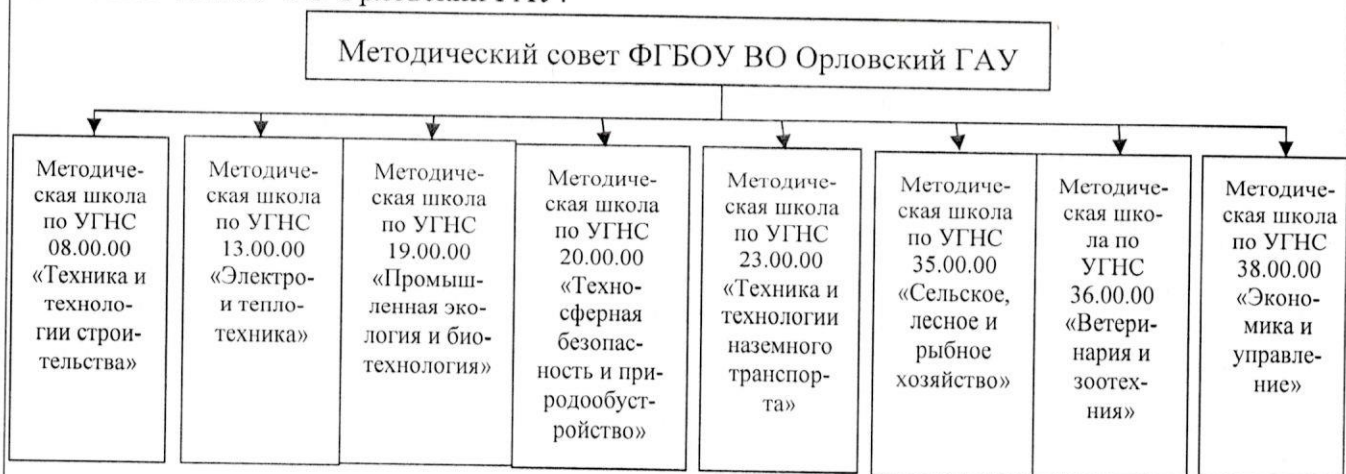 Орловский ГАУ.
Методический совет ФГБОУ ВО Орловский ГАУ
Методиче-
ская школа
по УГНС
08.00.00
«Техника и
техноло-
гии строи-
тельства»
Методиче-
ская школа
по УГНС
13.00.00
«Электро-
и тепло-
техника»
Методиче-
ская школа
по УГНС
19.00.00
«Промыш-
ленная эко-
логия и био-
технология»
Методиче-
ская школа
по УГНС
20.00.00
«Техно-
сферная
безопас-
ность и при-
родообуст-
ройство»
Методиче-
ская школа
по УГНС
23.00.00
«Техника и
технологии
наземного
транспор-
та»
Методиче-
ская школа
по УГНС
35.00.00
«Сельское,
лесное и
рыбное
хозяйство»
Методиче-
ская шко-
ла по
УГНС
36.00.00
«Ветери-
нария и
зоотех-
ния»
Методиче-
ская школа
по УГНС
38.00.00
«Эконо-
мика и
управле-
ние»